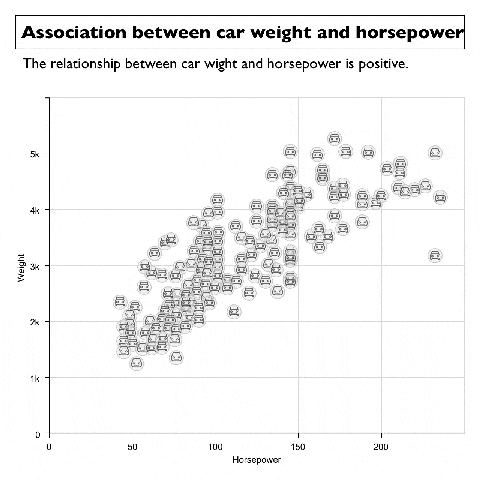 Association between car weight and horsepower
The relationship between car wight and horsepower is positive.
5k
4k
3k
2k
1k
0
Weight
0 50 100 150 200
Horsepower